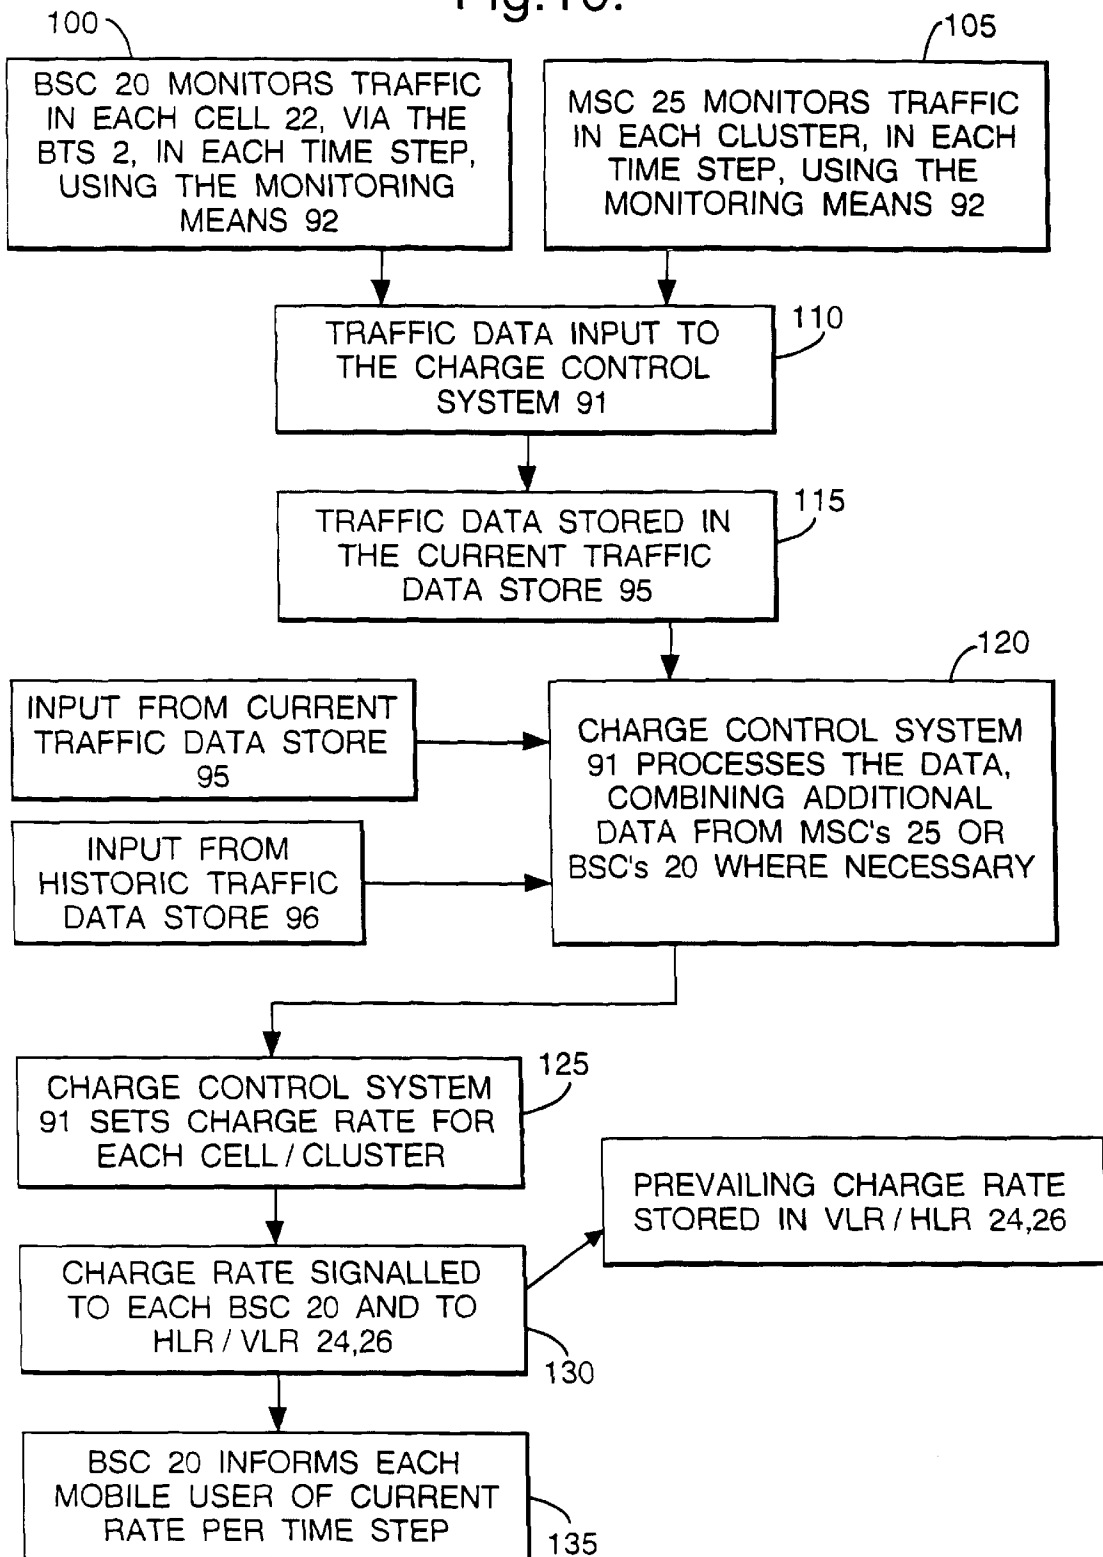 Fig.10.
100
105
BSC 20 MONITORS TRAFFIC
IN EACH CELL 22, VIA THE
BTS 2, IN EACH TIME STEP,
USING THE MONITORING
MEANS 92
MSC 25 MONITORS TRAFFIC
IN EACH CLUSTER, IN EACH
TIME STEP, USING THE
MONITORING MEANS 92
110
TRAFFIC DATA INPUT TO
THE CHARGE CONTROL
SYSTEM 91
115
TRAFFIC DATA STORED IN
THE CURRENT TRAFFIC
DATA STORE 95
120
INPUT FROM CURRENT
TRAFFIC DATA STORE
95
INPUT FROM
HISTORIC TRAFFIC
DATA STORE 96
CHARGE CONTROL SYSTEM
91 PROCESSES THE DATA,
COMBINING ADDITIONAL
DATA FROM MSC's 25 OR
BSC's 20 WHERE NECESSARY
125
CHARGE CONTROL SYSTEM
91 SETS CHARGE RATE FOR
EACH CELL / CLUSTER
PREVAILING CHARGE RATE
STORED IN VLR / HLR 24,26
CHARGE RATE SIGNALLED
TO EACH BSC 20 AND TO
HLR / VLR 24,26
130
BSC 20 INFORMS EACH
MOBILE USER OF CURRENT
RATE PER TIME STEP
135